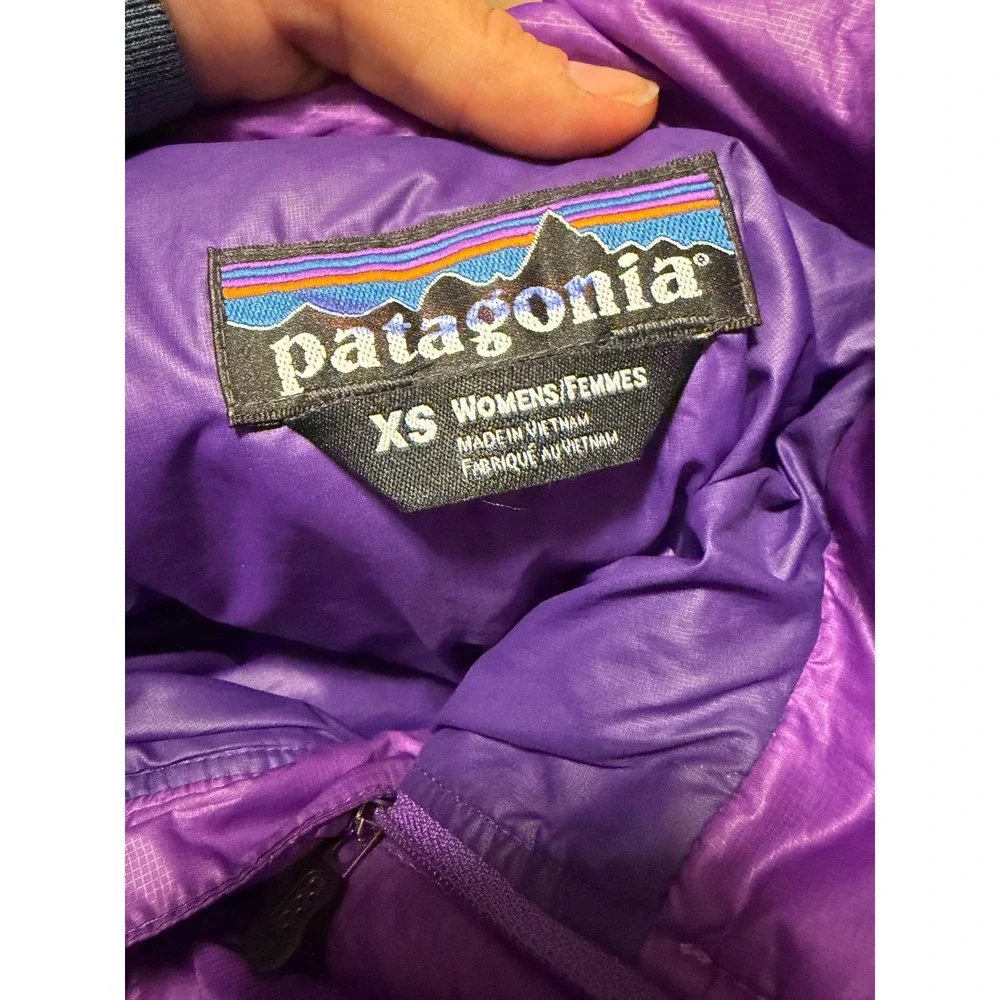 patagonia®
XS WOMENS/FEMMES
MADE IN VIETNAM
FABRIQUÉ AU VIETNAM